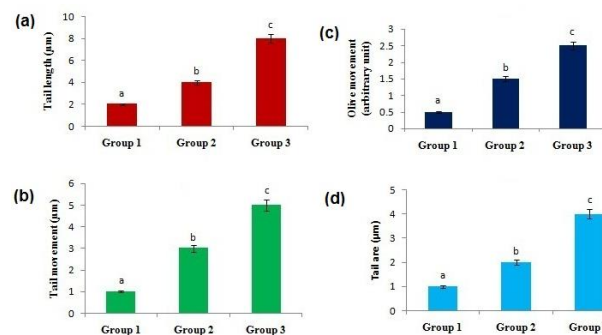 (a)
Tail length (µm)
10
8
6
4
2
0
a
b
c
Group 1 Group 2 Group 3
(c)
Olive movement
(arbitrary unit)
3
2.5
2
1.5
1
0.5
0
a
b
c
Group 1 Group 2 Group 3
(b)
Tail movement (µm)
6
5
4
3
2
1
0
a
b
c
Group 1 Group 2 Group 3
(d)
Tail are (µm)
5
4
3
2
1
0
a
b
c
Group 1 Group 2 Group